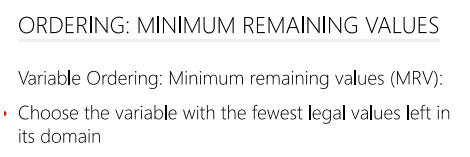 ORDERING: MINIMUM REMAINING VALUES
Variable Ordering: Minimum remaining values (MRV):
Choose the variable with the fewest legal values left in
its domain